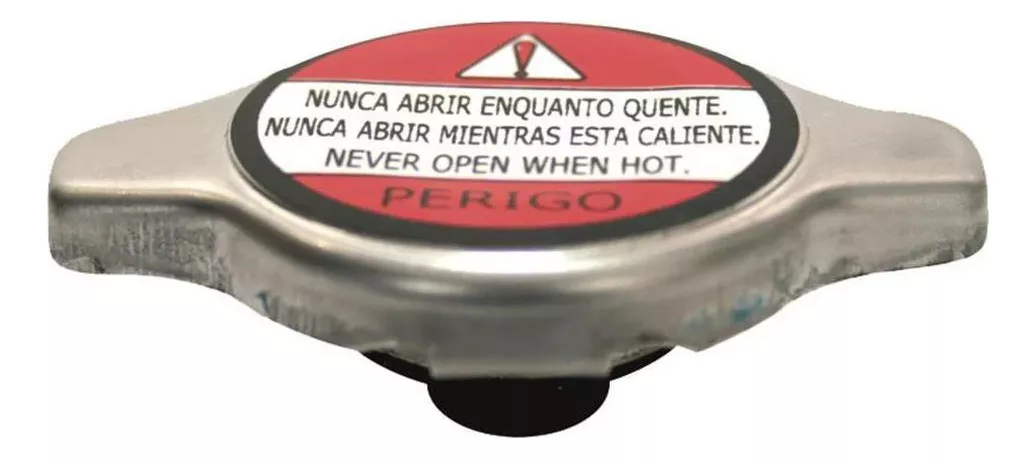 NUNCA ABRIR ENQUANTO QUENTE.
NUNCA ABRIR MIENTRAS ESTA CALIENTE.
NEVER OPEN WHEN HOT.
PERIGO